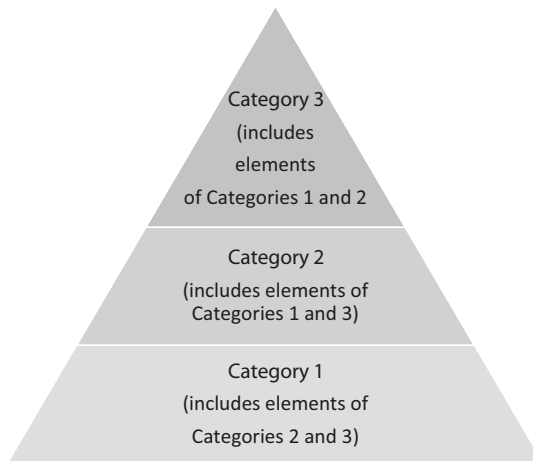 Category 3
(includes
elements
of Categories 1 and 2
Category 2
(includes elements of
Categories 1 and 3)
Category 1
(includes elements of
Categories 2 and 3)